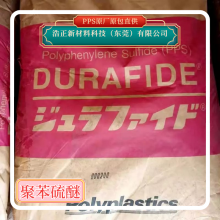 PPS原厂原包直供
浩正新材料科技（东莞）有限公司
Polyphenylene Sulfide (PPS)
DURAFIDE
ジュラファイド®
Polyplastics
聚苯硫醚